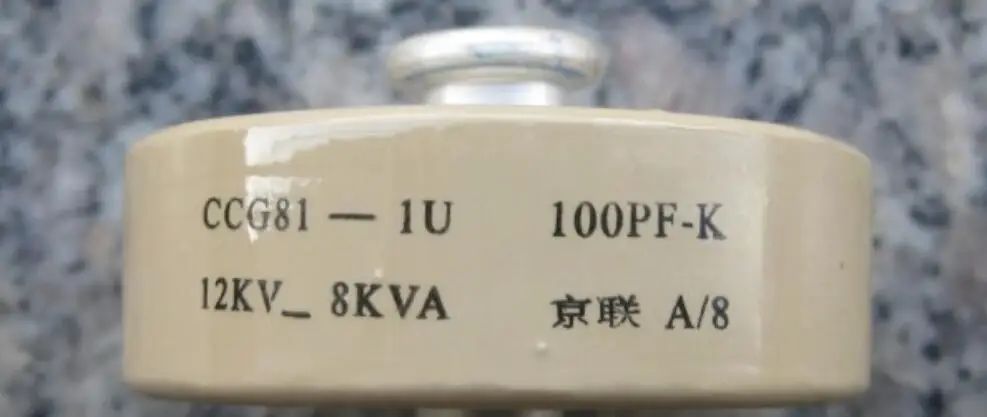 CCG81 — 1U 100PF-K
12KV_ 8KVA 京联 A/8